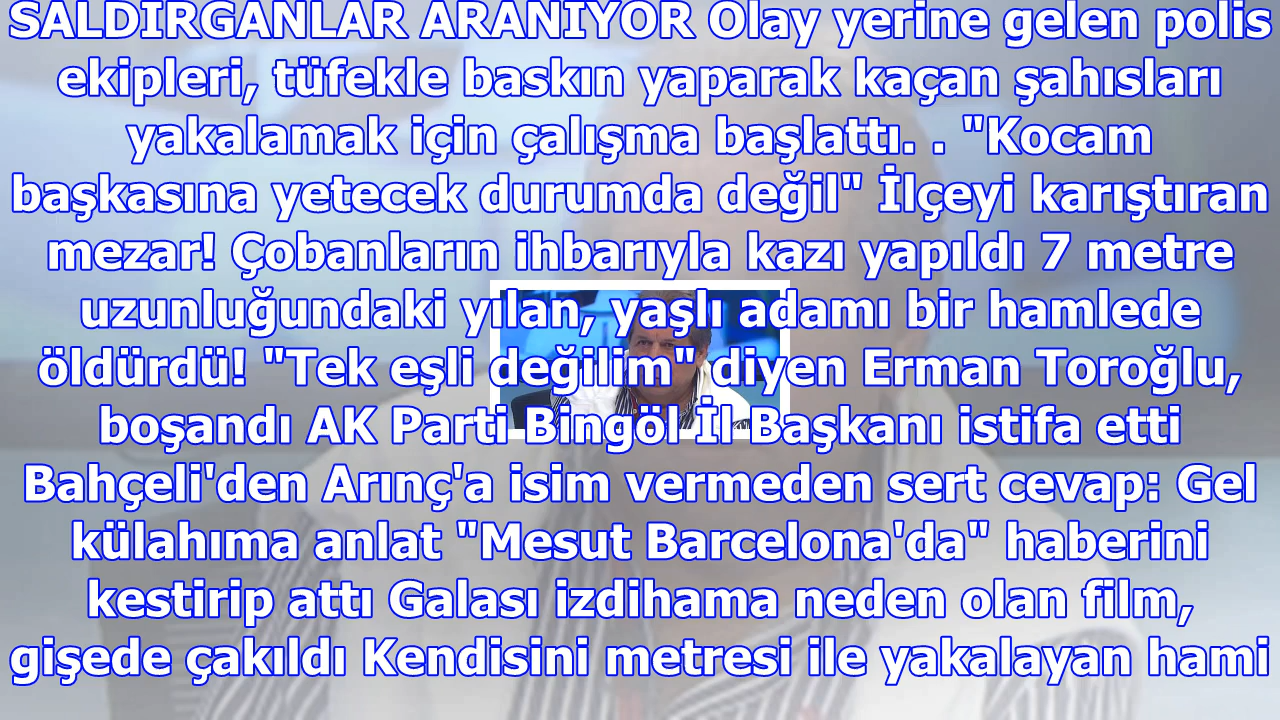 SALDIRGANLAR ARANIYOR Olay yerine gelen polis
ekipleri, tüfekle baskın yaparak kaçan şahısları
yakalamak için çalışma başlattı. . "Kocam
başkasına yetecek durumda değil" İlçeyi karıştıran
mezar! Çobanların ihbarıyla kazı yapıldı 7 metre
uzunluğundaki yılan, yaşlı adamı bir hamlede
öldürdü! "Tek eşli değilim" diyen Erman Toroğlu,
boşandı AK Parti Bingöl İl Başkanı istifa etti
Bahçeli'den Arınç'a isim vermeden sert cevap: Gel
külahıma anlat "Mesut Barcelona'da" haberini
kestirip attı Galası izdihama neden olan film,
gişede çakıldı Kendisini metresi ile yakalayan hami